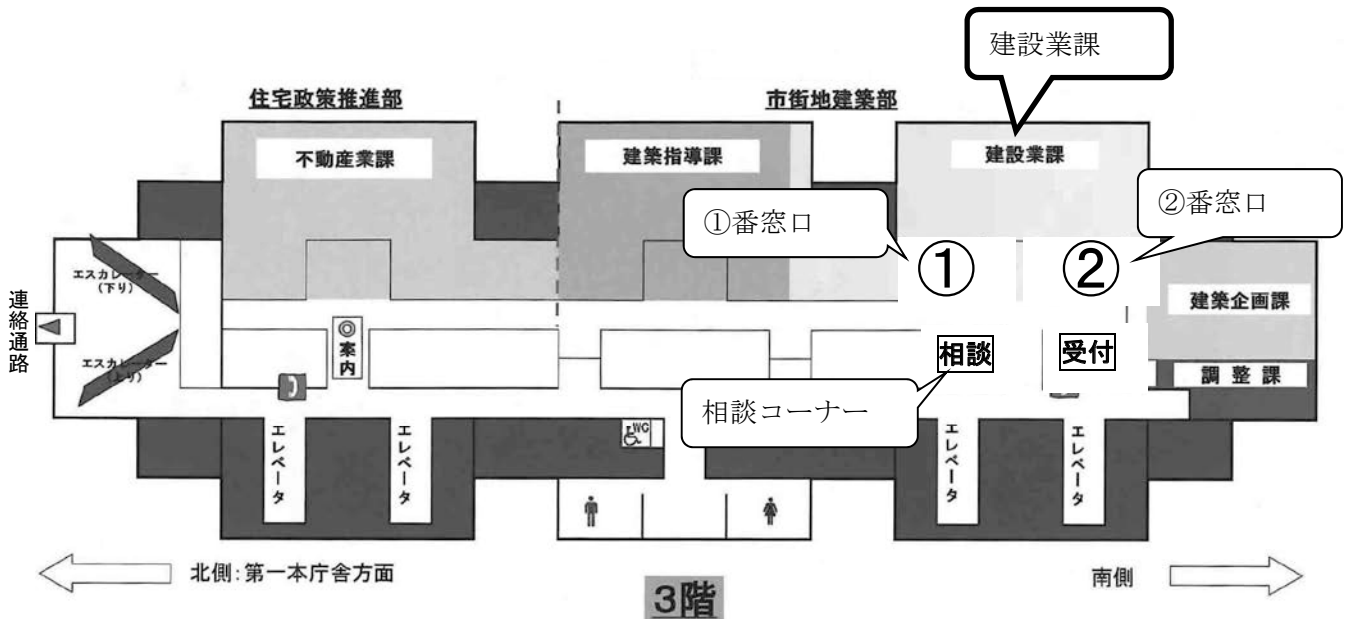 建設業課
住宅政策推進部
市街地建築部
不動産業課
建築指導課
建設業課
①番窓口
②番窓口
①
②
エスカレーター
(下り)
連絡通路
建築企画課
◎案内
エスカレーター
(上り)
相談
受付
調整課
相談コーナー
WC
エレベータ
エレベータ
エレベータ
エレベータ
北側:第一本庁舎方面
南側
3階